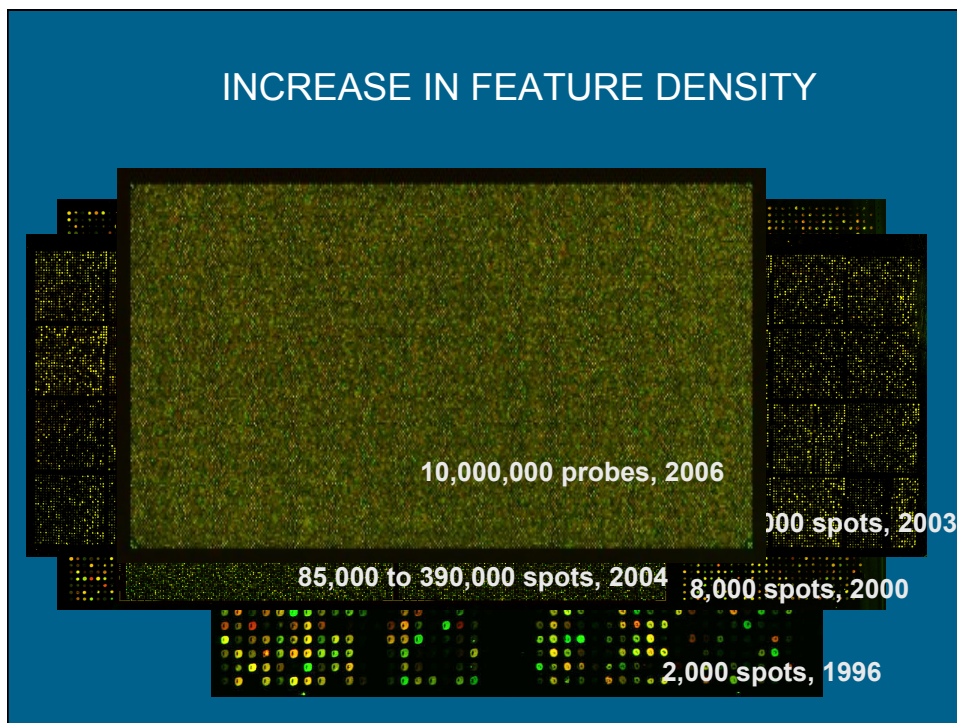 INCREASE IN FEATURE DENSITY
10,000,000 probes, 2006
000 spots, 2003
85,000 to 390,000 spots, 2004
8,000 spots, 2000
2,000 spots, 1996